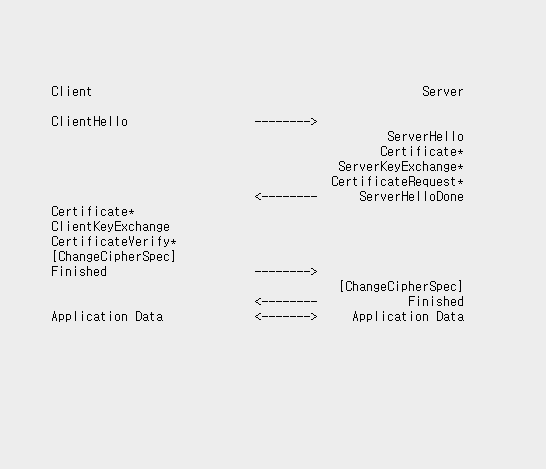 Client                                                Server

ClientHello                  -------->
                                                 ServerHello
                                                Certificate*
                                          ServerKeyExchange*
                                         CertificateRequest*
                             <--------       ServerHelloDone
Certificate*
ClientKeyExchange
CertificateVerify*
[ChangeCipherSpec]
Finished                     -------->
                                          [ChangeCipherSpec]
                             <--------              Finished
Application Data             <------->      Application Data